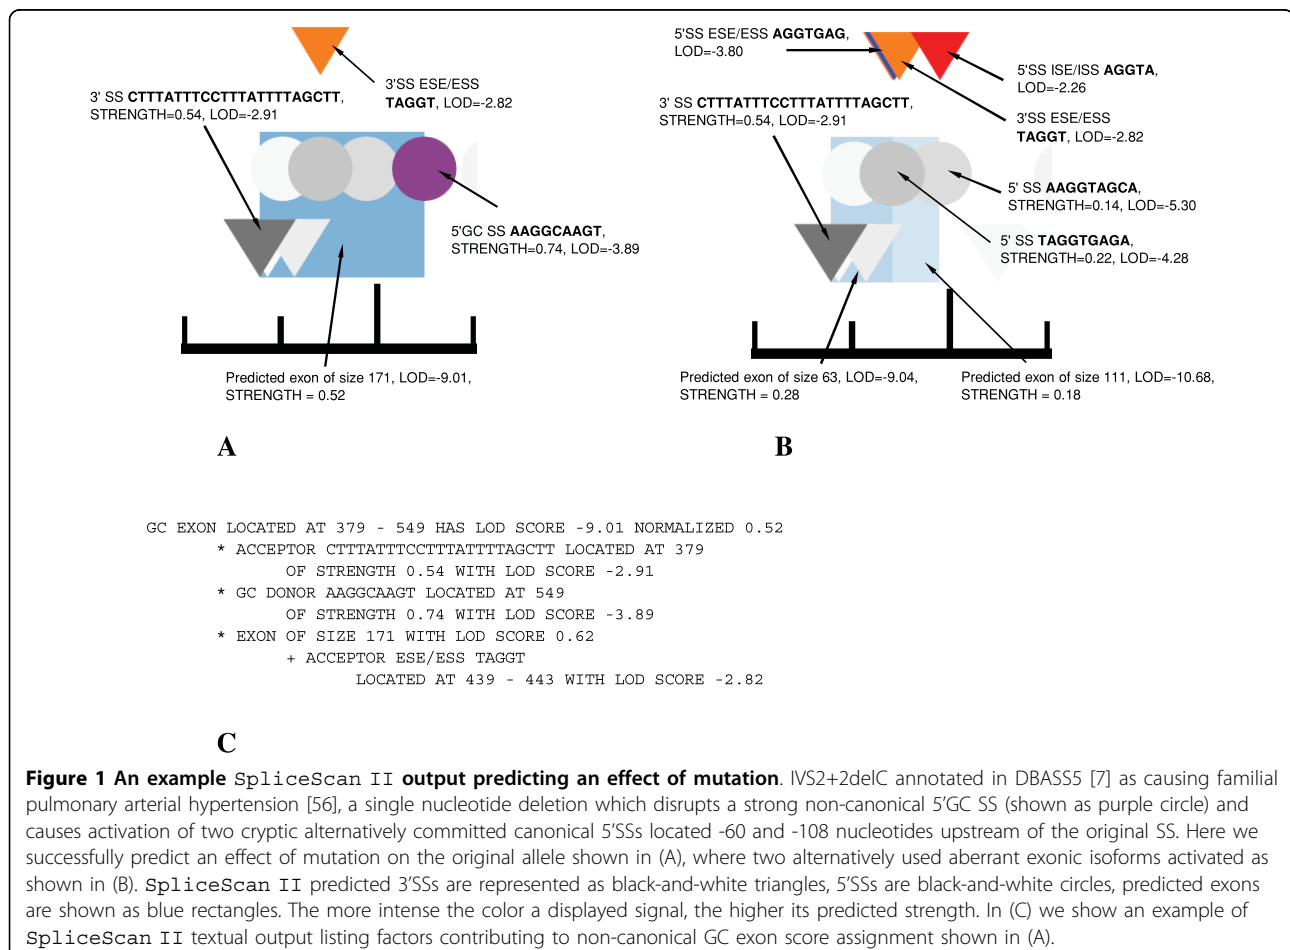 3'SS ESE/ESS
TAGGT, LOD=-2.82
3' SS CTTTATTTCCTTTATTTTAGCTT,
STRENGTH=0.54, LOD=-2.91
5'GC SS AAGGCAAGT,
STRENGTH=0.74, LOD=-3.89
Predicted exon of size 171, LOD=-9.01,
STRENGTH = 0.52
A
5'SS ESE/ESS AGGTGAG,
LOD=-3.80
5'SS ISE/ISS AGGTA,
LOD=-2.26
3' SS CTTTATTTCCTTTATTTTAGCTT,
STRENGTH=0.54, LOD=-2.91
3'SS ESE/ESS
TAGGT, LOD=-2.82
5' SS AAGGTAGCA,
STRENGTH=0.14, LOD=-5.30
5' SS TAGGTGAGA,
STRENGTH=0.22, LOD=-4.28
Predicted exon of size 63, LOD=-9.04,
STRENGTH = 0.28
Predicted exon of size 111, LOD=-10.68,
STRENGTH = 0.18
B
GC EXON LOCATED AT 379 - 549 HAS LOD SCORE -9.01 NORMALIZED 0.52
* ACCEPTOR CTTTATTTCCTTTATTTTAGCTT LOCATED AT 379
OF STRENGTH 0.54 WITH LOD SCORE -2.91
* GC DONOR AAGGCAAGT LOCATED AT 549
OF STRENGTH 0.74 WITH LOD SCORE -3.89
* EXON OF SIZE 171 WITH LOD SCORE 0.62
+ ACCEPTOR ESE/ESS TAGGT
LOCATED AT 439 - 443 WITH LOD SCORE -2.82
C
Figure 1 An example SpliceScan II output predicting an effect of mutation. IVS2+2delC annotated in DBASS5 [7] as causing familial
pulmonary arterial hypertension [56], a single nucleotide deletion which disrupts a strong non-canonical 5'GC SS (shown as purple circle) and
causes activation of two cryptic alternatively committed canonical 5'SSs located -60 and -108 nucleotides upstream of the original SS. Here we
successfully predict an effect of mutation on the original allele shown in (A), where two alternatively used aberrant exonic isoforms activated as
shown in (B). SpliceScan II predicted 3'SSs are represented as black-and-white triangles, 5'SSs are black-and-white circles, predicted exons
are shown as blue rectangles. The more intense the color a displayed signal, the higher its predicted strength. In (C) we show an example of
SpliceScan II textual output listing factors contributing to non-canonical GC exon score assignment shown in (A).